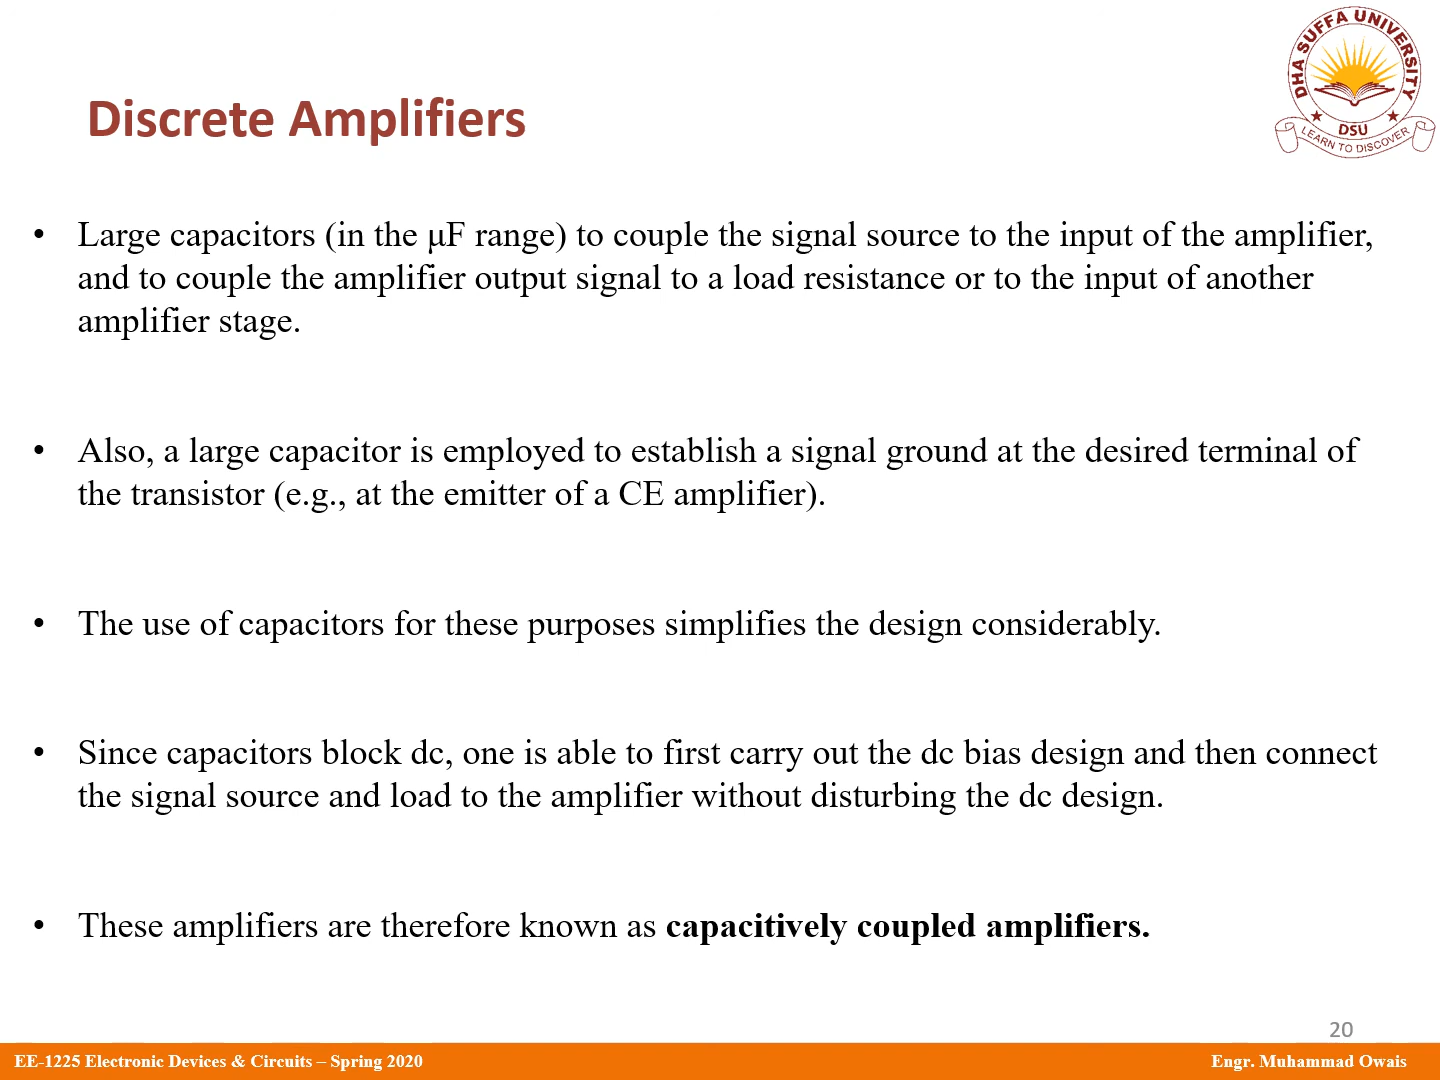 DHA SUFFA UNIVERSITY
DSU
LEARN TO DISCOVER
Discrete Amplifiers
• Large capacitors (in the μF range) to couple the signal source to the input of the amplifier,
and to couple the amplifier output signal to a load resistance or to the input of another
amplifier stage.
• Also, a large capacitor is employed to establish a signal ground at the desired terminal of
the transistor (e.g., at the emitter of a CE amplifier).
• The use of capacitors for these purposes simplifies the design considerably.
• Since capacitors block dc, one is able to first carry out the dc bias design and then connect
the signal source and load to the amplifier without disturbing the dc design.
• These amplifiers are therefore known as capacitively coupled amplifiers.
20
EE-1225 Electronic Devices & Circuits – Spring 2020
Engr. Muhammad Owais